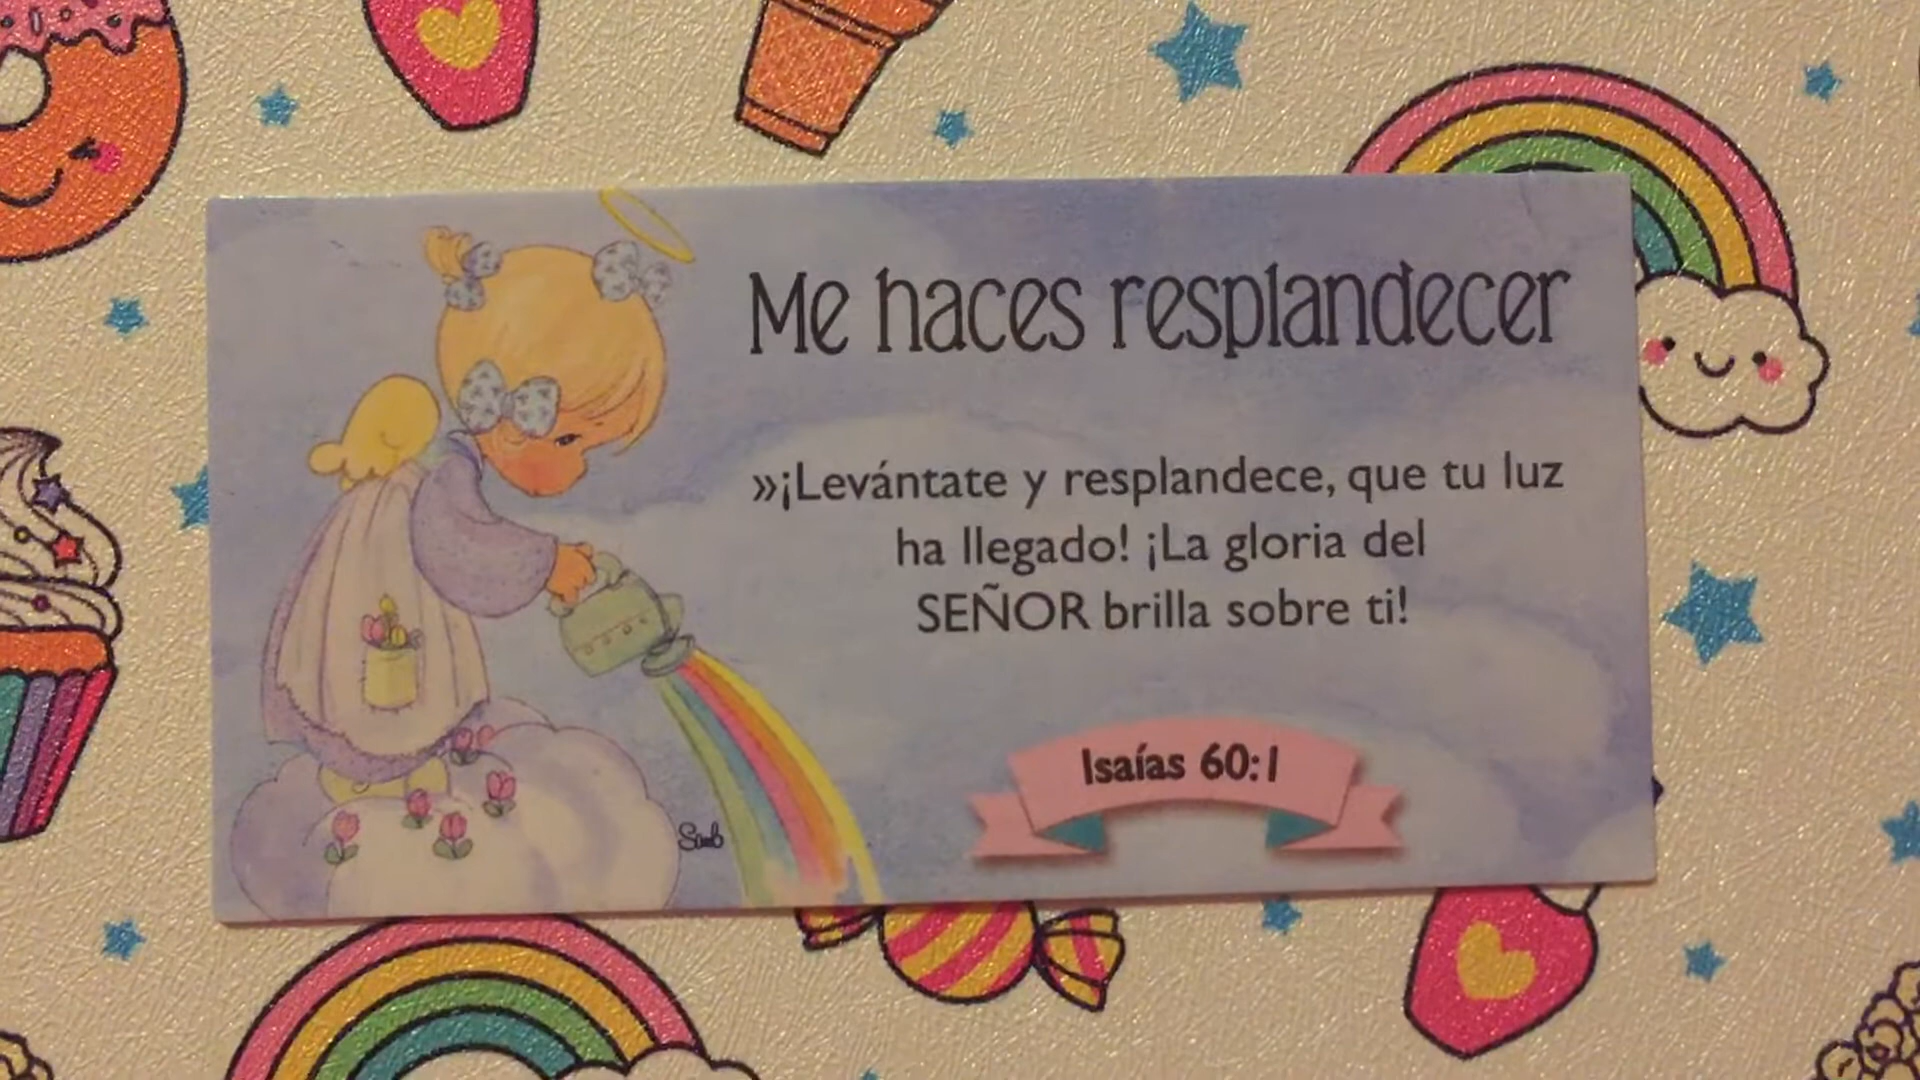 Me haces resplandecer
»¡Levántate y resplandece, que tu luz
ha llegado! ¡La gloria del
SEÑOR brilla sobre ti!
Isaías 60:1